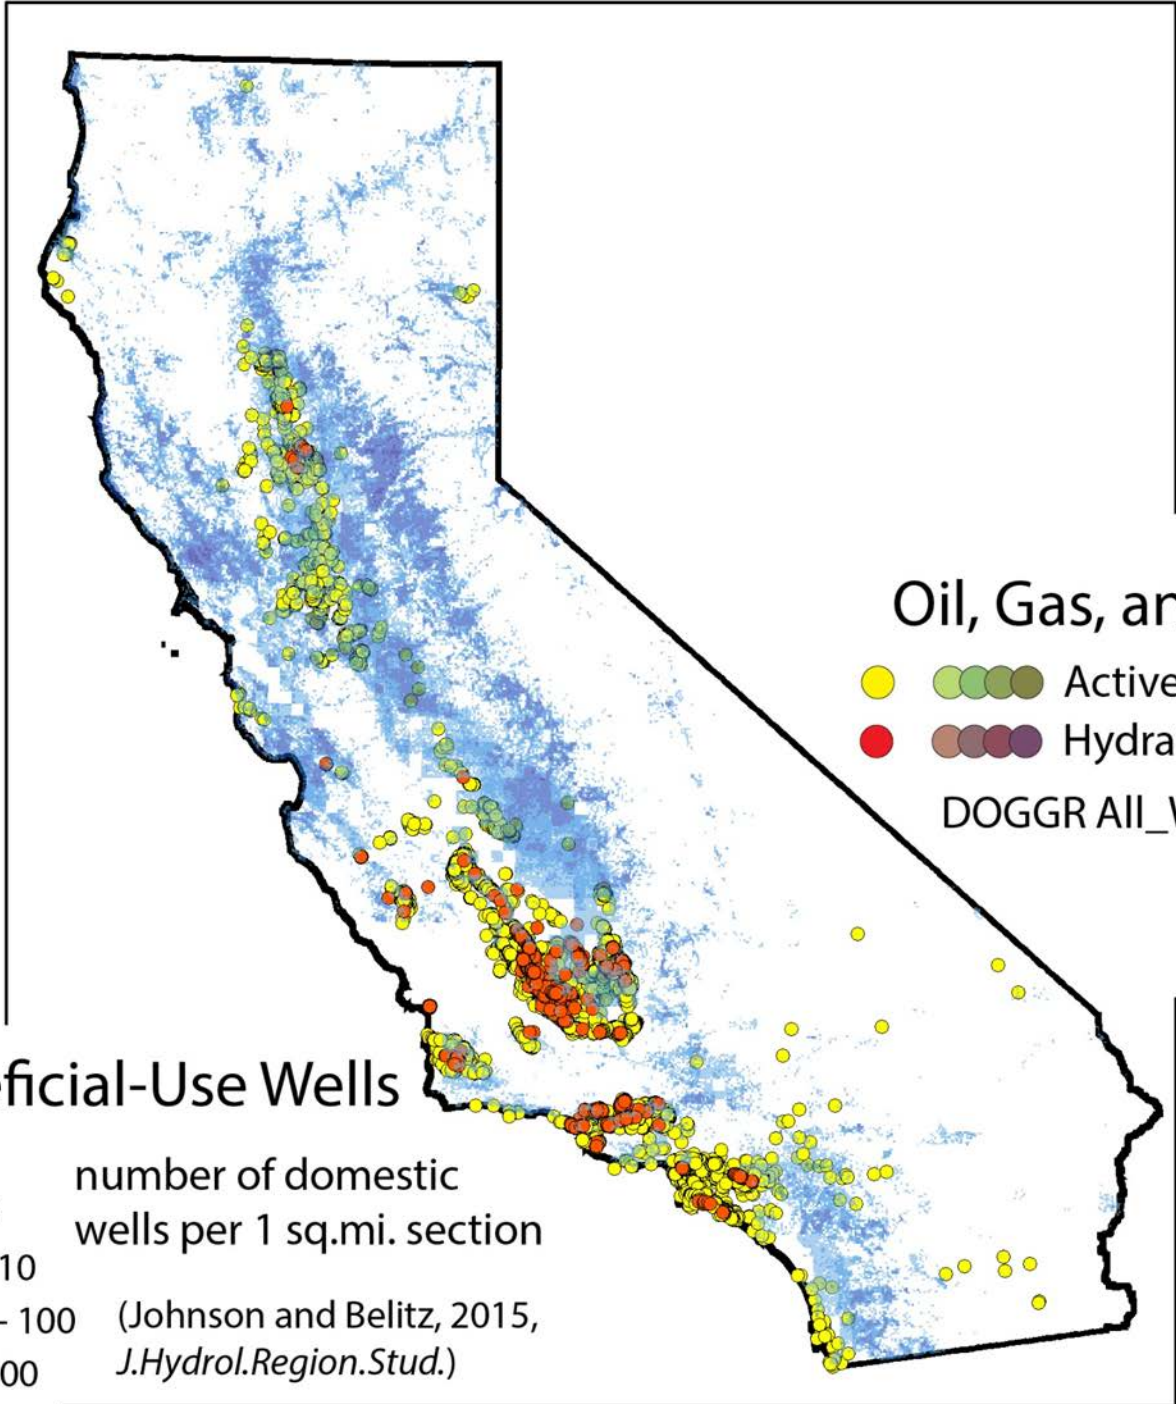 Oil, Gas, an
Active
Hydra
DOGGR All_
eficial-Use Wells
number of domestic
wells per 1 sq.mi. section
10
- 100
00
(Johnson and Belitz, 2015,
J.Hydrol.Region.Stud.)